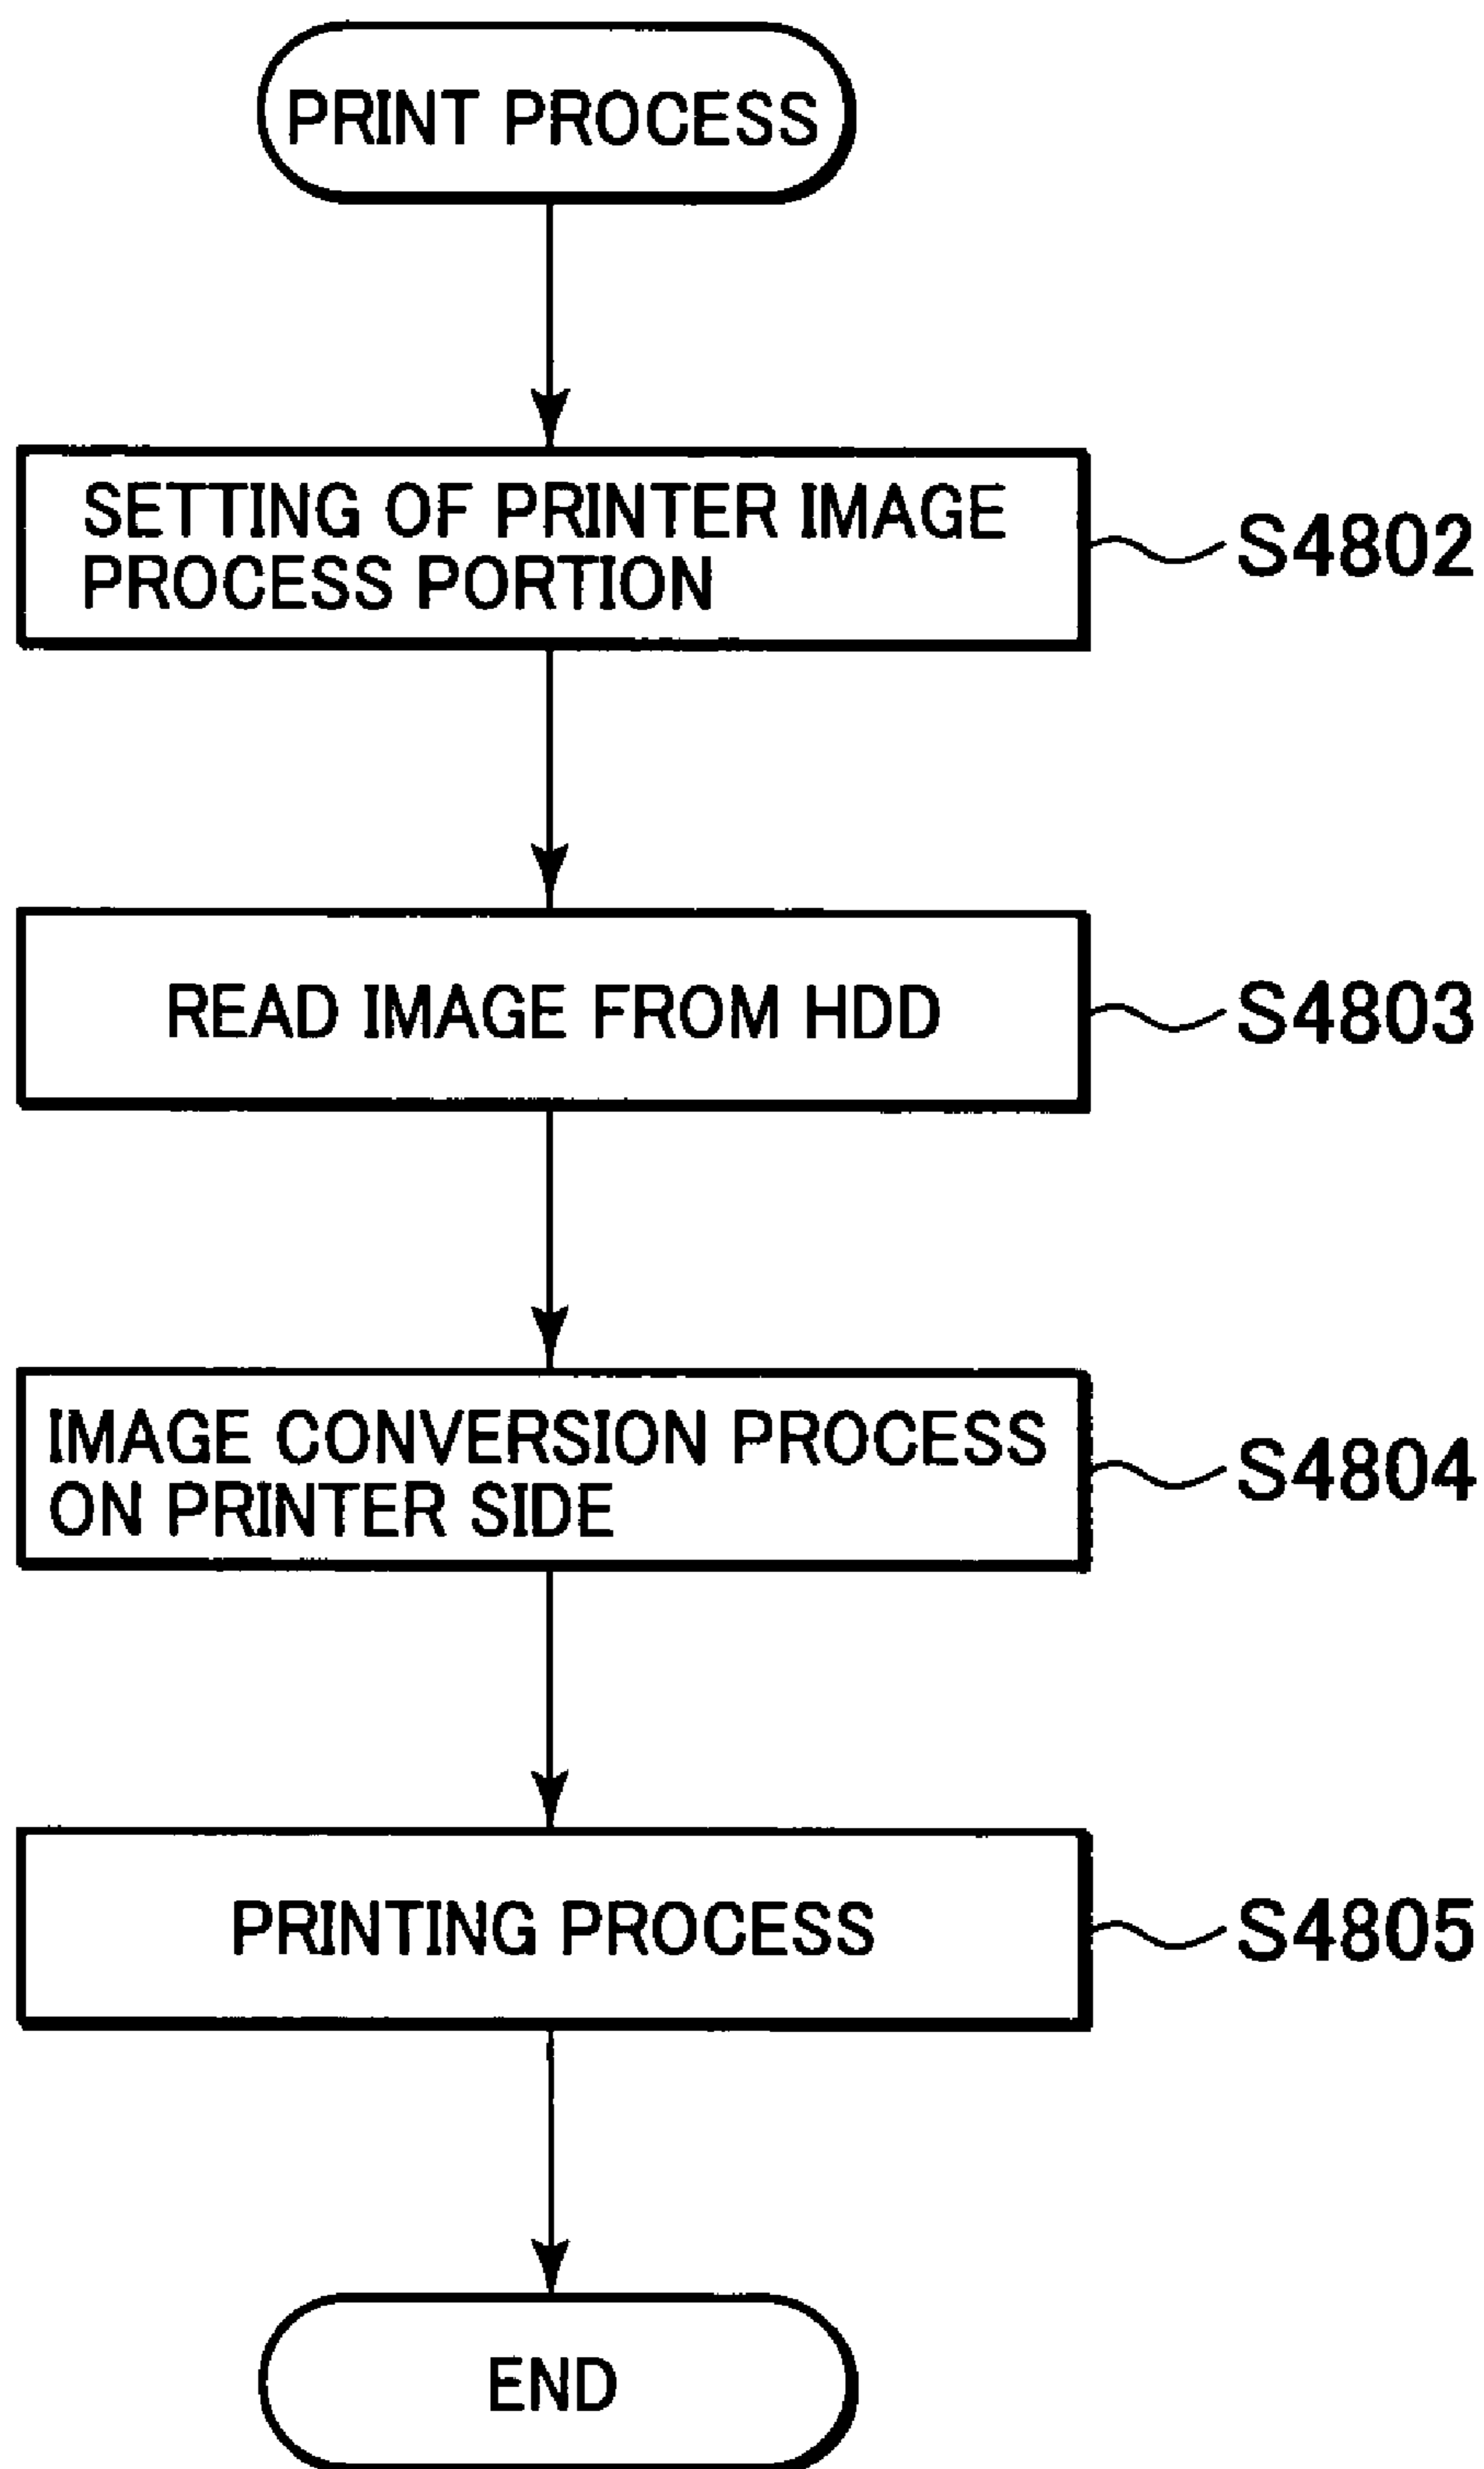 PRINT PROCESS
SETTING OF PRINTER IMAGE
PROCESS PORTION
S4802
READ IMAGE FROM HDD
S4803
IMAGE CONVERSION PROCESS
ON PRINTER SIDE
S4804
PRINTING PROCESS
S4805
END